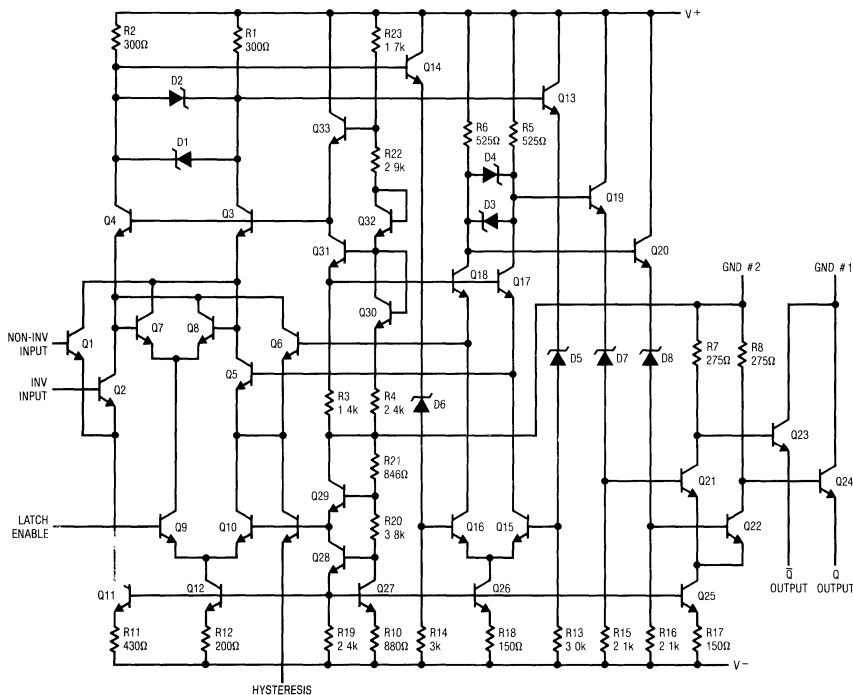 V+
R2
300Ω
R1
300Ω
R23
1 7k
Q14
D2
Q13
Q33
R6
525Ω
R5
525Ω
D1
R22
2 9k
D4
Q19
Q4
Q3
Q32
D3
Q20
Q31
Q18
Q17
GND #2
GND #1
Q30
NON-INV
INPUT
Q1
Q7
Q8
Q6
R7
275Ω
R8
275Ω
D5
D7
D8
INV
INPUT
Q2
Q5
R3
1 4k
R4
2 4k
D6
Q23
R21
846Ω
Q29
Q21
Q24
LATCH
ENABLE
Q9
Q10
R20
3 8k
Q16
Q15
Q22
Q28
Q11
Q12
Q27
Q26
Q25
Q̅
OUTPUT
Q
OUTPUT
R11
430Ω
R12
200Ω
R19
2 4k
R10
880Ω
R14
3k
R18
150Ω
R13
3 0k
R15
2 1k
R16
2 1k
R17
150Ω
V−
HYSTERESIS